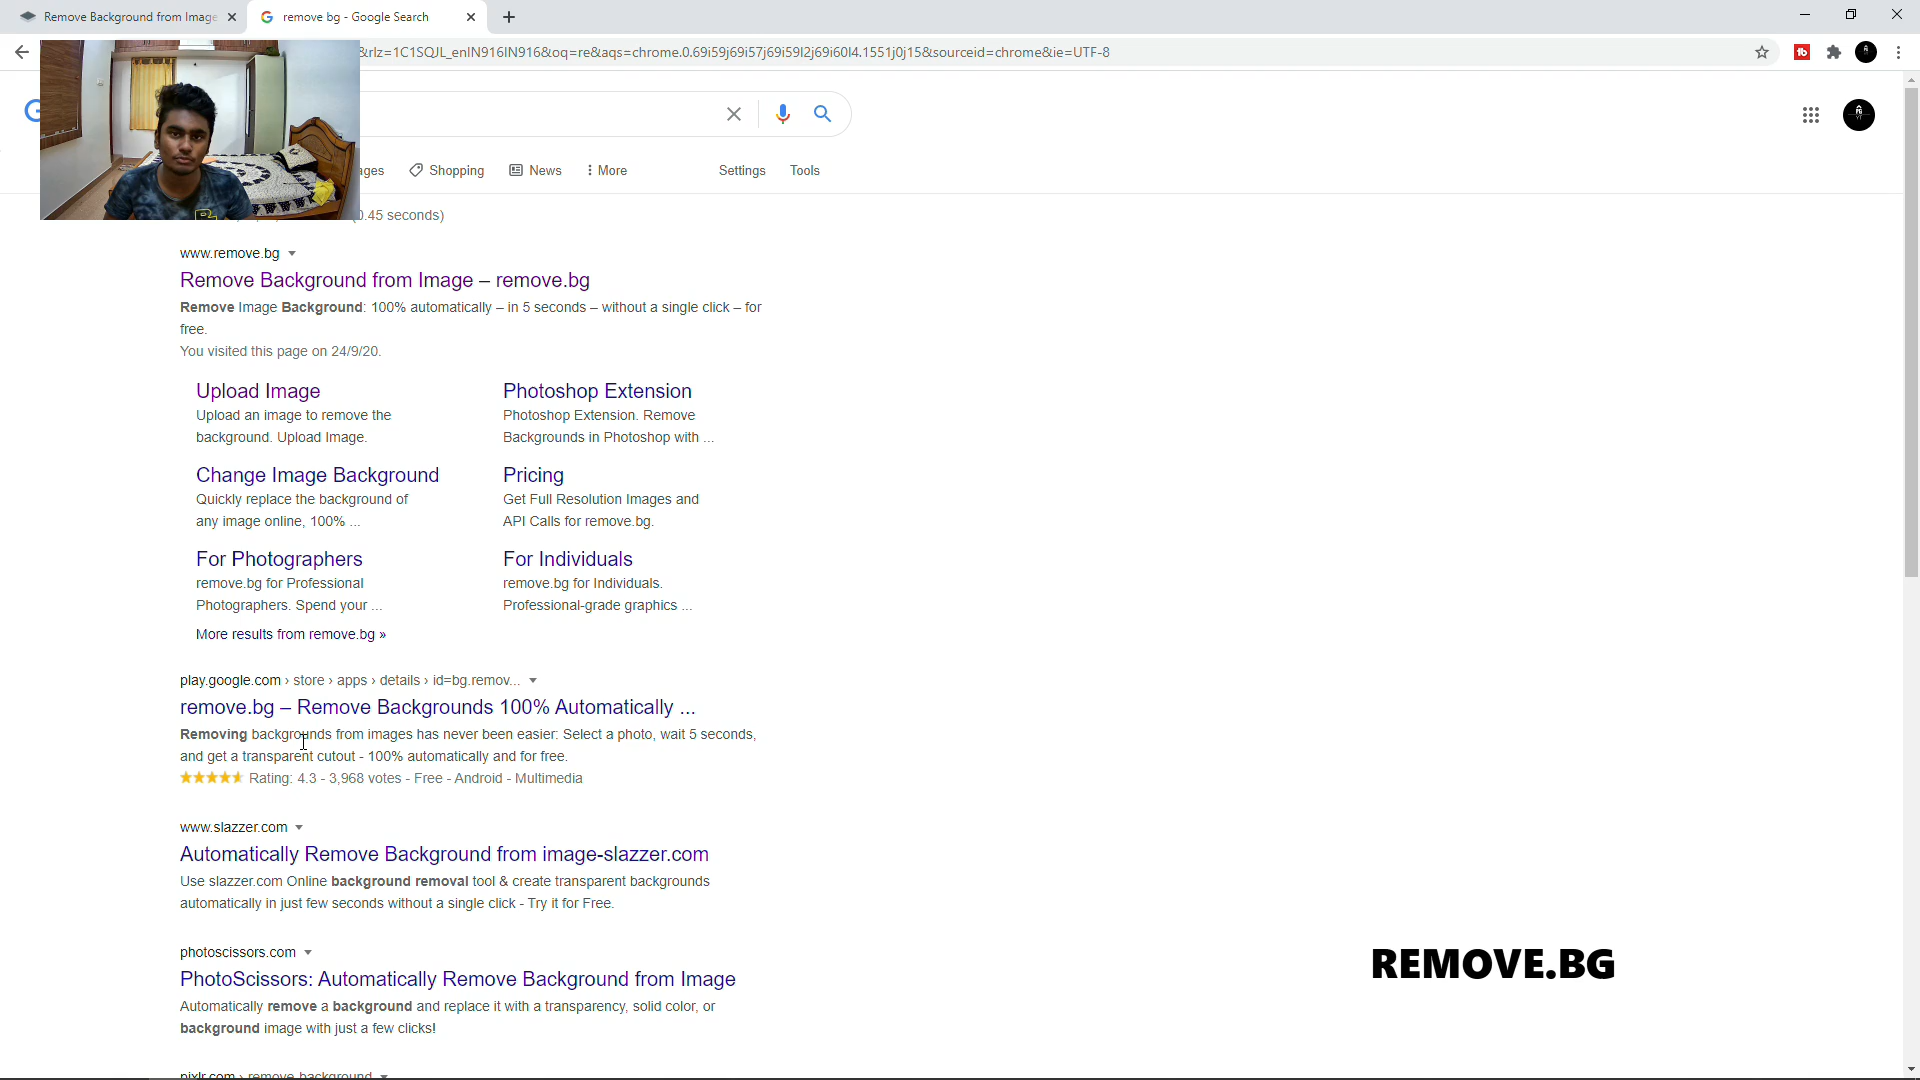 Remove Background from Image
remove bg - Google Search
&rlz=1C1SQJL_enIN916IN916&oq=re&aqs=chrome.0.69i59j69i57j69i59l2j69i60l4.1551j0j15&sourceid=chrome&ie=UTF-8
ages
Shopping
News
More
Settings
Tools
0.45 seconds)
www.remove.bg
Remove Background from Image – remove.bg
Remove Image Background: 100% automatically – in 5 seconds – without a single click – for
free.
You visited this page on 24/9/20.
Upload Image
Upload an image to remove the
background. Upload Image.
Photoshop Extension
Photoshop Extension. Remove
Backgrounds in Photoshop with ...
Change Image Background
Quickly replace the background of
any image online, 100% ...
Pricing
Get Full Resolution Images and
API Calls for remove.bg.
For Photographers
remove.bg for Professional
Photographers. Spend your ...
For Individuals
remove.bg for Individuals.
Professional-grade graphics ...
More results from remove.bg »
play.google.com › store › apps › details › id=bg.remov...
remove.bg – Remove Backgrounds 100% Automatically ...
Removing backgrounds from images has never been easier: Select a photo, wait 5 seconds,
and get a transparent cutout - 100% automatically and for free.
Rating: 4.3 - 3,968 votes - Free - Android - Multimedia
www.slazzer.com
Automatically Remove Background from image-slazzer.com
Use slazzer.com Online background removal tool & create transparent backgrounds
automatically in just few seconds without a single click - Try it for Free.
photoscissors.com
PhotoScissors: Automatically Remove Background from Image
Automatically remove a background and replace it with a transparency, solid color, or
background image with just a few clicks!
pixlr.com › remove-background
REMOVE.BG